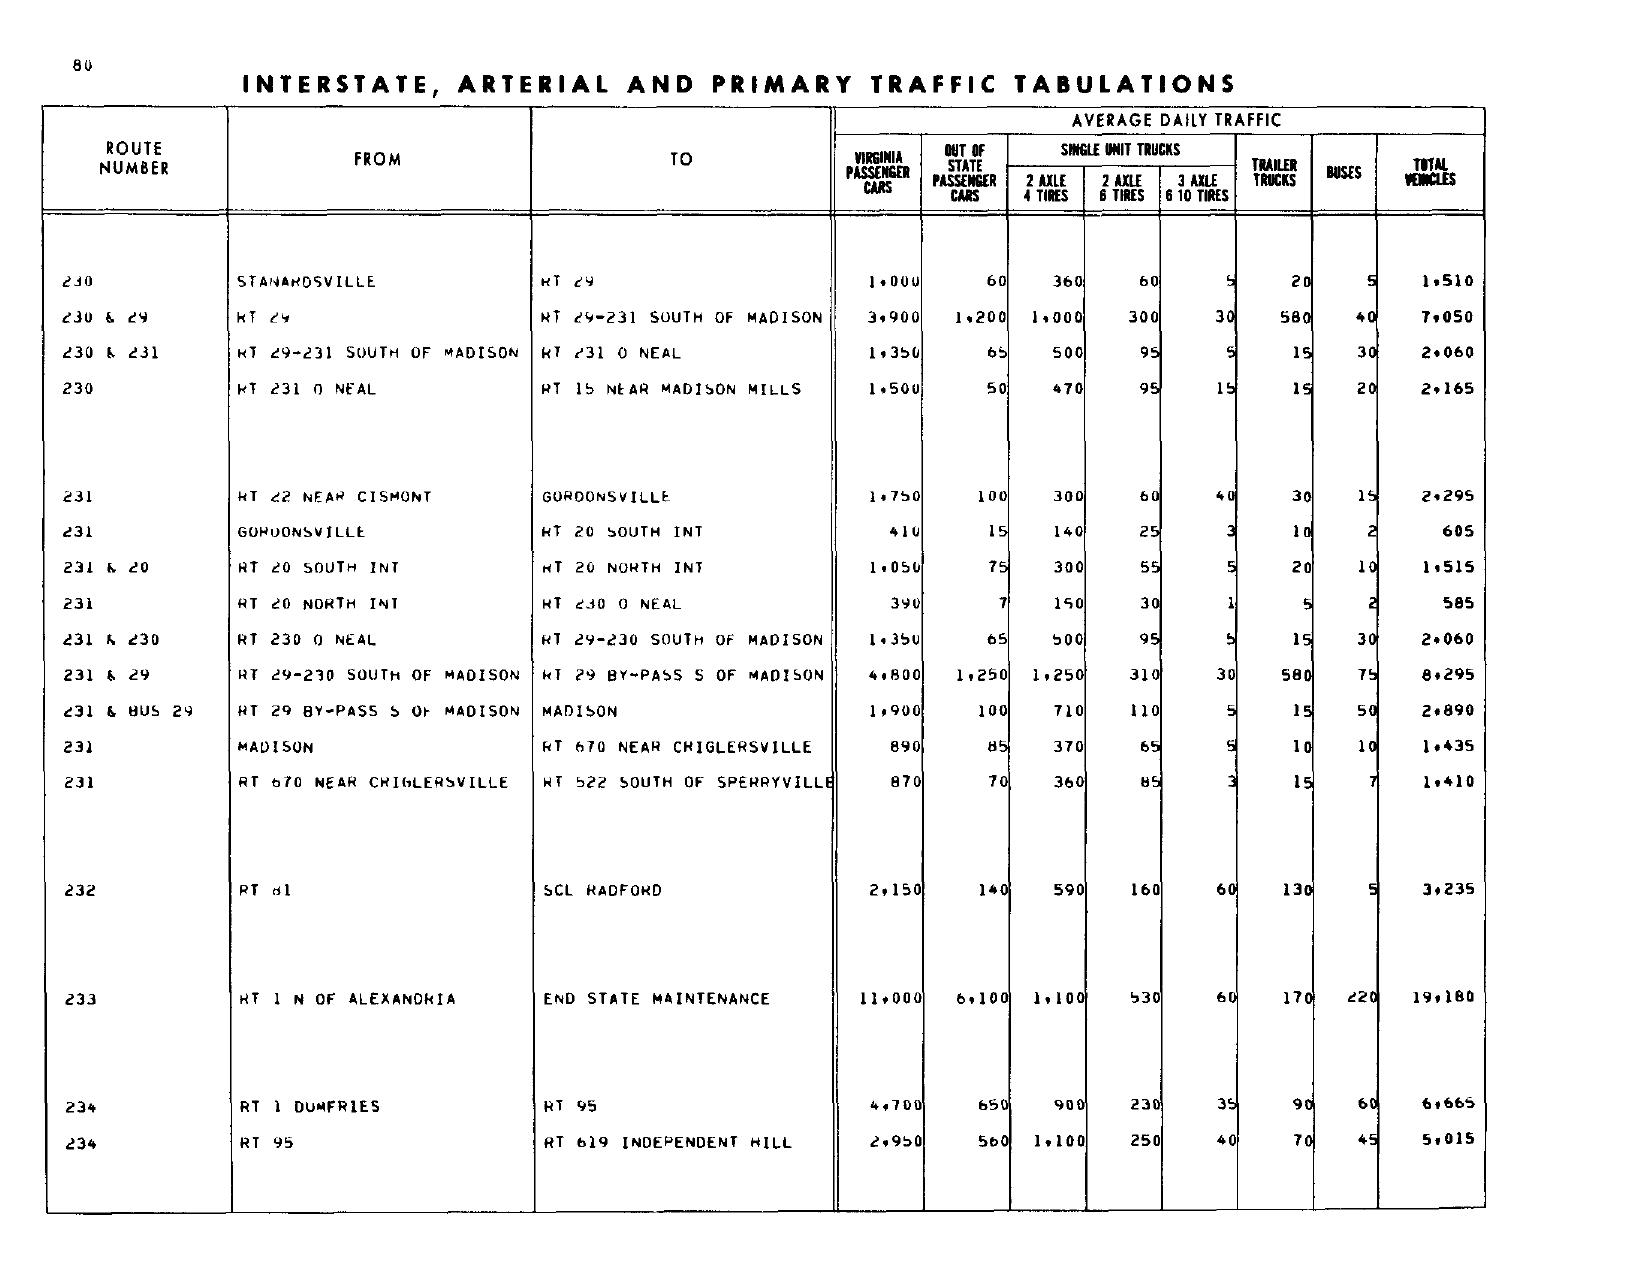 80
INTERSTATE, ARTERIAL AND PRIMARY TRAFFIC TABULATIONS
ROUTE NUMBER FROM TO AVERAGE DAILY TRAFFIC
VIRGINIA PASSENGER CARS OUT OF STATE PASSENGER CARS SINGLE UNIT TRUCKS 2 AXLE 4 TIRES 2 AXLE 6 TIRES 3 AXLE 6 10 TIRES TRAILER TRUCKS BUSES TOTAL VEHICLES
230 STANARDSVILLE RT 29 1,000 60 360 60 5 20 5 1,510
230 & 29 RT 29 RT 29-231 SOUTH OF MADISON 3,900 1,200 1,000 300 30 580 40 7,050
230 & 231 RT 29-231 SOUTH OF MADISON RT 231 O NEAL 1,350 65 500 95 5 15 30 2,060
230 RT 231 O NEAL RT 15 NEAR MADISON MILLS 1,500 50 470 95 15 15 20 2,165
231 RT 22 NEAR CISMONT GORDONSVILLE 1,750 100 300 60 40 30 15 2,295
231 GORDONSVILLE RT 20 SOUTH INT 410 15 140 25 3 10 2 605
231 & 20 RT 20 SOUTH INT RT 20 NORTH INT 1,050 75 300 55 5 20 10 1,515
231 RT 20 NORTH INT RT 230 O NEAL 390 7 150 30 1 5 2 585
231 & 230 RT 230 O NEAL RT 29-230 SOUTH OF MADISON 1,350 65 500 95 5 15 30 2,060
231 & 29 RT 29-230 SOUTH OF MADISON RT 29 BY-PASS S OF MADISON 4,800 1,250 1,250 310 30 580 75 8,295
231 & BUS 29 RT 29 BY-PASS S OF MADISON MADISON 1,900 100 710 110 5 15 50 2,890
231 MADISON RT 670 NEAR CRIGLERSVILLE 890 85 370 65 5 10 10 1,435
231 RT 670 NEAR CRIGLERSVILLE RT 522 SOUTH OF SPERRYVILLE 870 70 360 85 3 15 7 1,410
232 RT 81 SCL RADFORD 2,150 140 590 160 60 130 5 3,235
233 RT 1 N OF ALEXANDRIA END STATE MAINTENANCE 11,000 6,100 1,100 530 60 170 220 19,180
234 RT 1 DUMFRIES RT 95 4,700 650 900 230 35 90 60 6,665
234 RT 95 RT 619 INDEPENDENT HILL 2,950 560 1,100 250 40 70 45 5,015